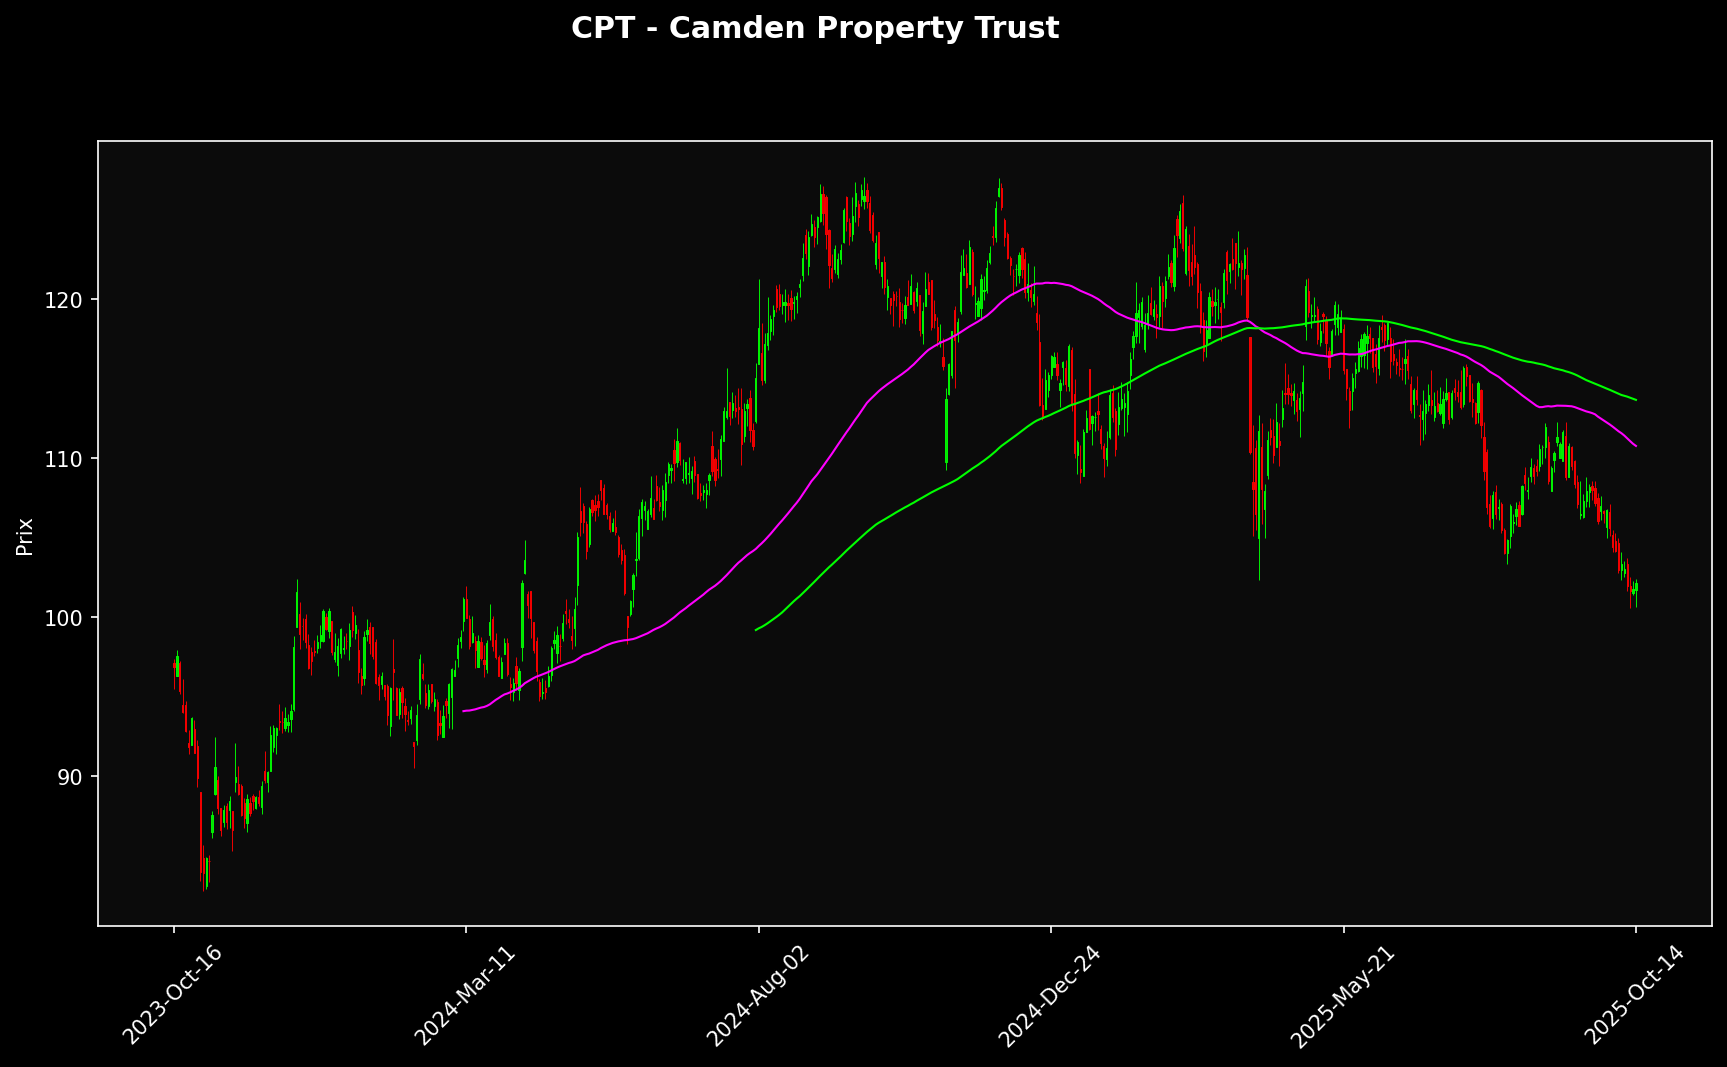 CPT - Camden Property Trust
Prix
120
110
100
90
2023-Oct-16
2024-Mar-11
2024-Aug-02
2024-Dec-24
2025-May-21
2025-Oct-14